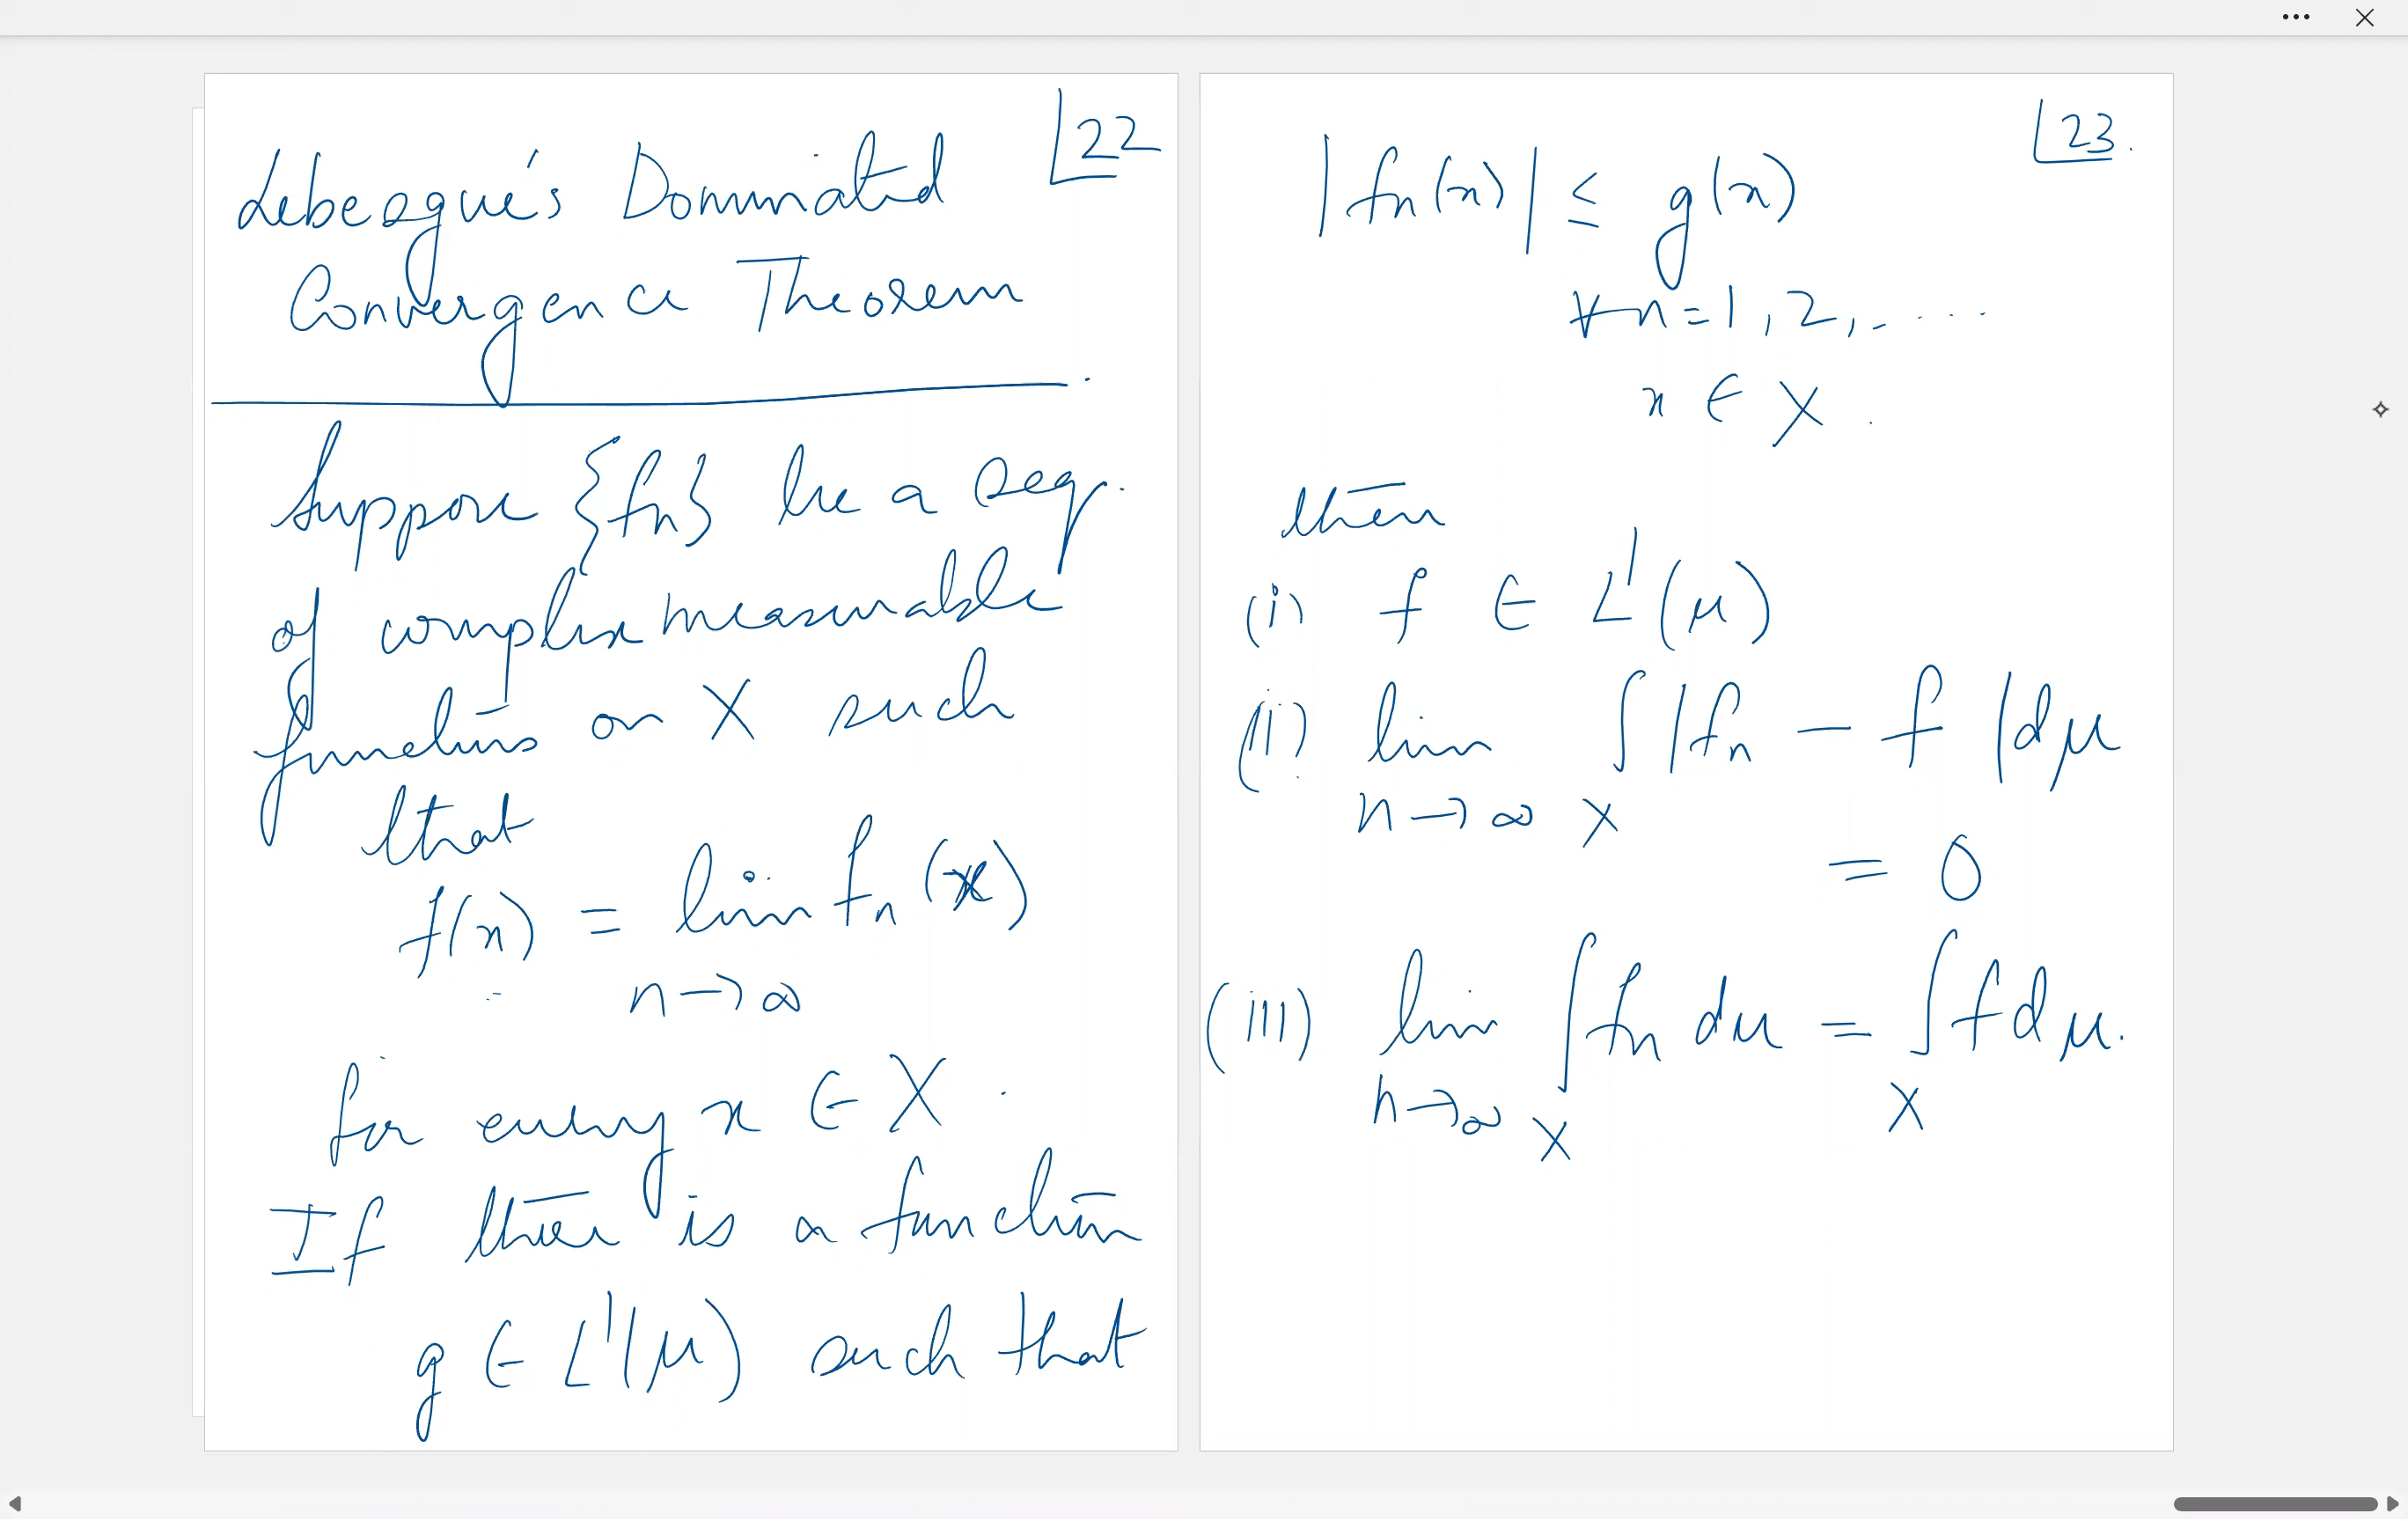 22
Lebesgue's Dominated
Convergence Theorem
Suppose {fn} be a seq.
of complex measurable
functions on X such
that
f(x) = lim fn (x)
n → ∞
for every x ∈ X.
If there is a function
g ∈ L¹(μ) such that
23.
|fn(x)| ≤ g(x)
∀ n = 1, 2, . . . . .
x ∈ X.
then
(i) f ∈ L¹(μ)
(ii) lim ∫ |fn − f| dμ
n → ∞ X
= 0
(iii) lim ∫ fn dμ = ∫ f dμ.
n → ∞ X X